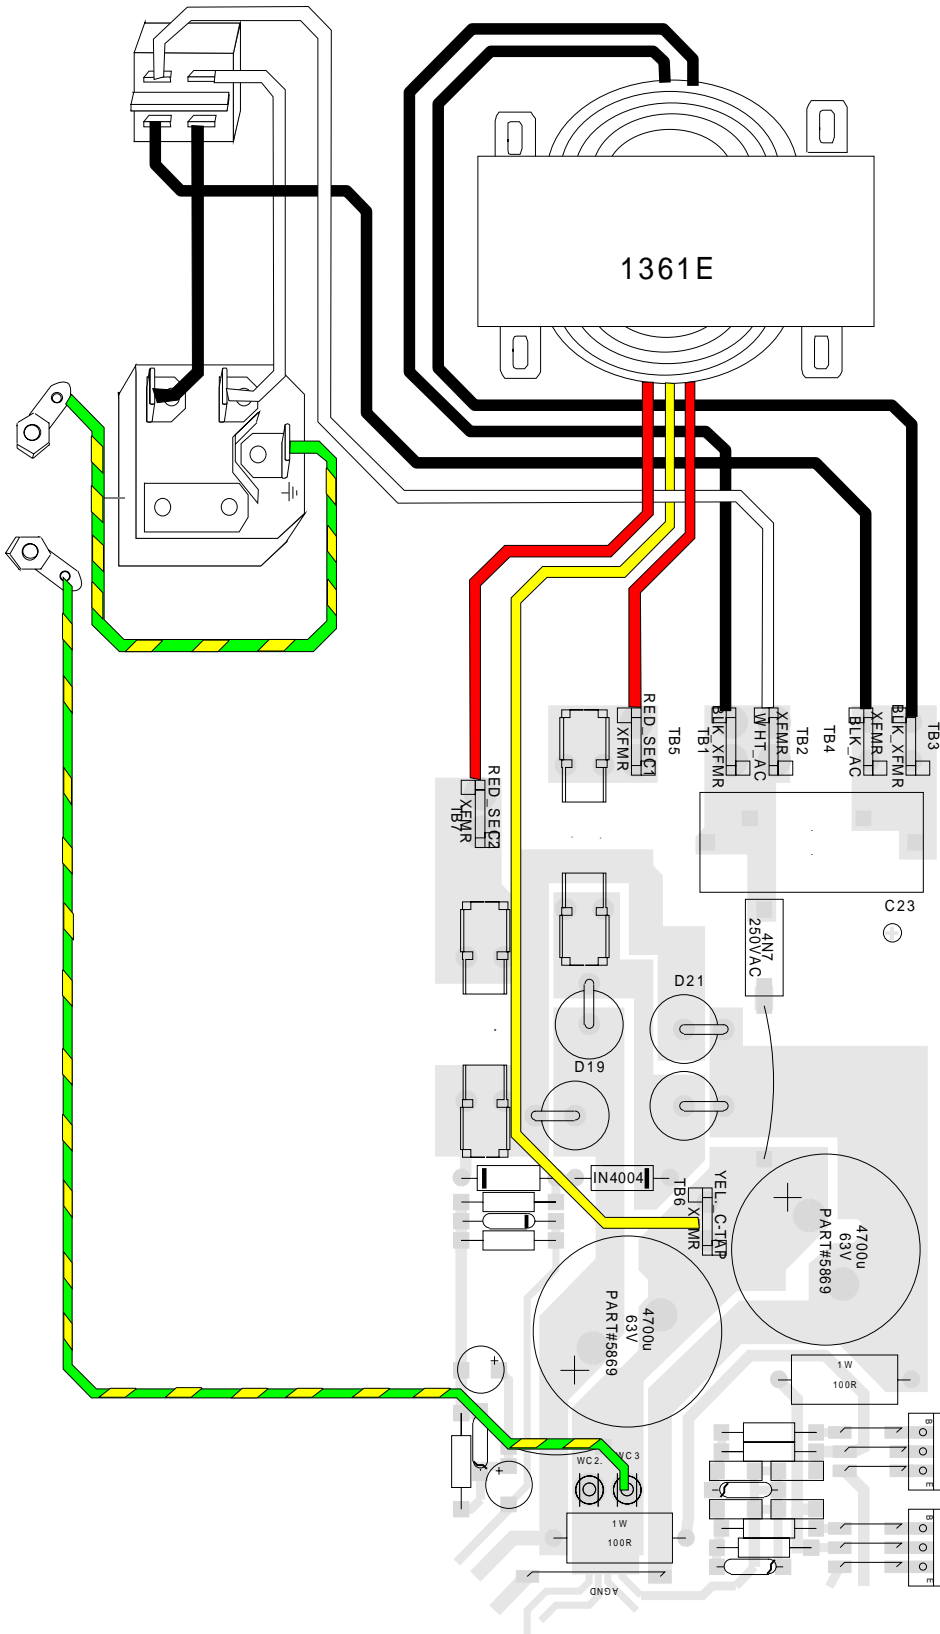 1361E
RED_SEC1
XFMR
TB5
BLK_XFMR
TB1
WHT_AC
XFMR
TB2
BLK_AC
XFMR
TB4
BLK_XFMR
TB3
RED_SEC2
XFMR
TB7
C23
4N7
250VAC
D21
D19
IN4004
YEL._C-TAP
XFMR
TB6
4700u
63V
PART#5869
4700u
63V
PART#5869
1W
100R
WC2.
WC3
1W
100R
AGND
B
E
B
E